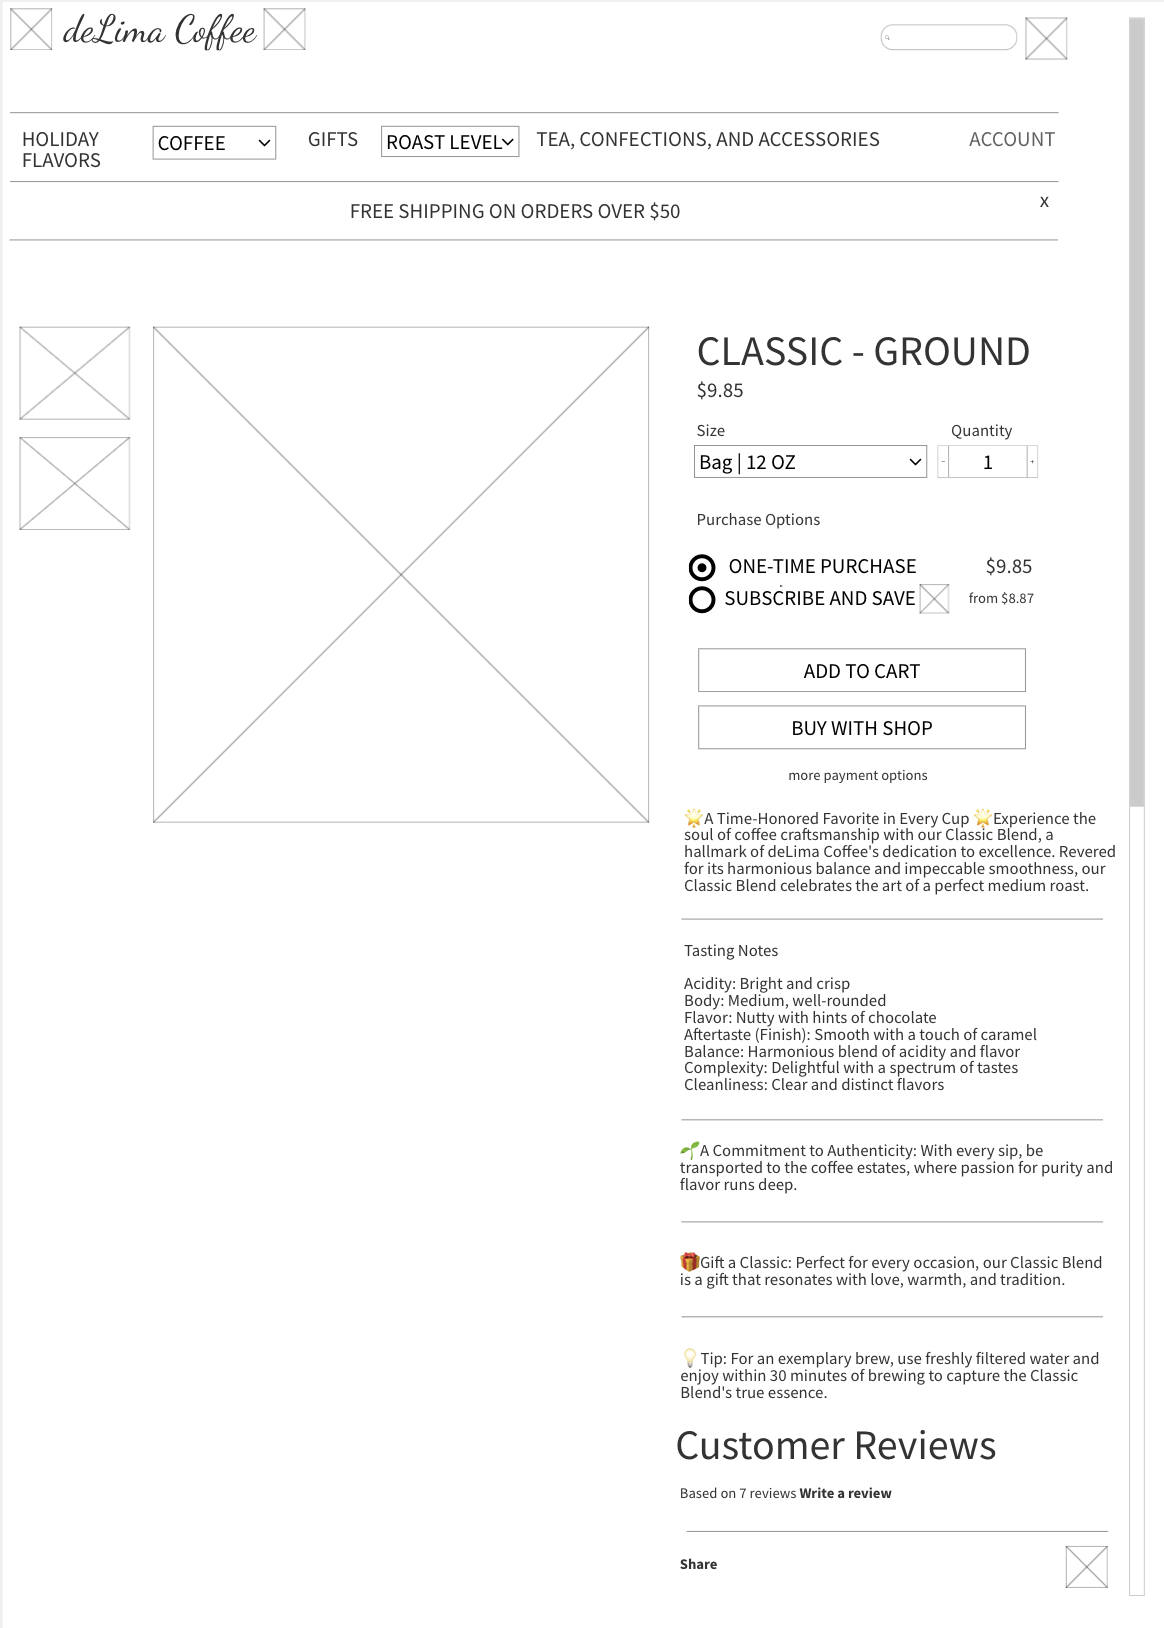 deLima Coffee
HOLIDAY
FLAVORS
COFFEE
GIFTS
ROAST LEVEL
TEA, CONFECTIONS, AND ACCESSORIES
ACCOUNT
FREE SHIPPING ON ORDERS OVER $50
x
CLASSIC - GROUND
$9.85
Size
Quantity
Bag | 12 OZ
- 1 +
Purchase Options
ONE-TIME PURCHASE $9.85
SUBSCRIBE AND SAVE from $8.87
ADD TO CART
BUY WITH SHOP
more payment options
🌟A Time-Honored Favorite in Every Cup 🌟Experience the
soul of coffee craftsmanship with our Classic Blend, a
hallmark of deLima Coffee's dedication to excellence. Revered
for its harmonious balance and impeccable smoothness, our
Classic Blend celebrates the art of a perfect medium roast.
Tasting Notes
Acidity: Bright and crisp
Body: Medium, well-rounded
Flavor: Nutty with hints of chocolate
Aftertaste (Finish): Smooth with a touch of caramel
Balance: Harmonious blend of acidity and flavor
Complexity: Delightful with a spectrum of tastes
Cleanliness: Clear and distinct flavors
🌱A Commitment to Authenticity: With every sip, be
transported to the coffee estates, where passion for purity and
flavor runs deep.
🎁Gift a Classic: Perfect for every occasion, our Classic Blend
is a gift that resonates with love, warmth, and tradition.
💡Tip: For an exemplary brew, use freshly filtered water and
enjoy within 30 minutes of brewing to capture the Classic
Blend's true essence.
Customer Reviews
Based on 7 reviews Write a review
Share